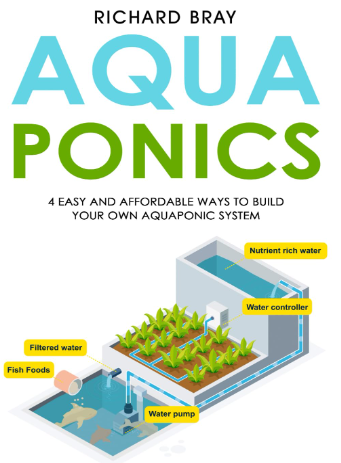 RICHARD BRAY
AQUA
PONICS
4 EASY AND AFFORDABLE WAYS TO BUILD
YOUR OWN AQUAPONIC SYSTEM
Nutrient rich water
Water controller
Filtered water
Fish Foods
Water pump